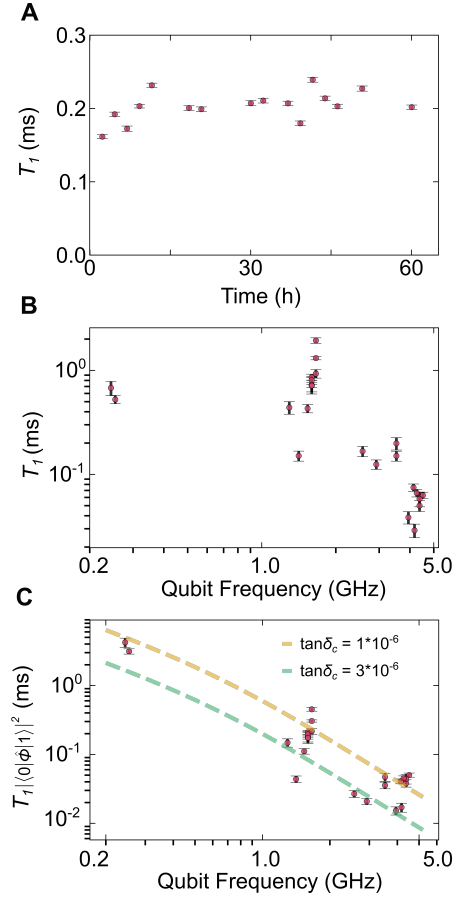 A
0.3
0.2
0.1
0.0
T₁ (ms)
0 30 60
Time (h)
B
10⁰
10⁻¹
T₁ (ms)
0.2 1.0 5.0
Qubit Frequency (GHz)
C
tanδc = 1*10⁻⁶
tanδc = 3*10⁻⁶
10⁰
10⁻¹
10⁻²
T₁|⟨0|ϕ|1⟩|² (ms)
0.2 1.0 5.0
Qubit Frequency (GHz)